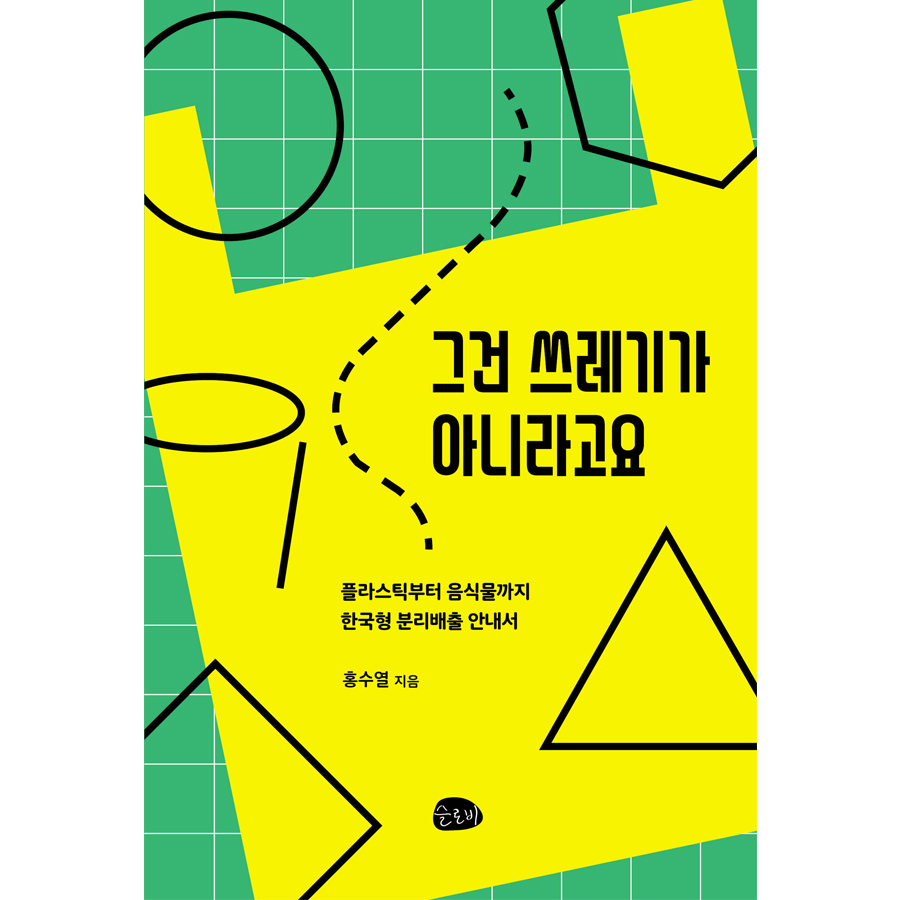 그건 쓰레기가
아니라고요
플라스틱부터 음식물까지
한국형 분리배출 안내서
홍수열 지음
슬로비